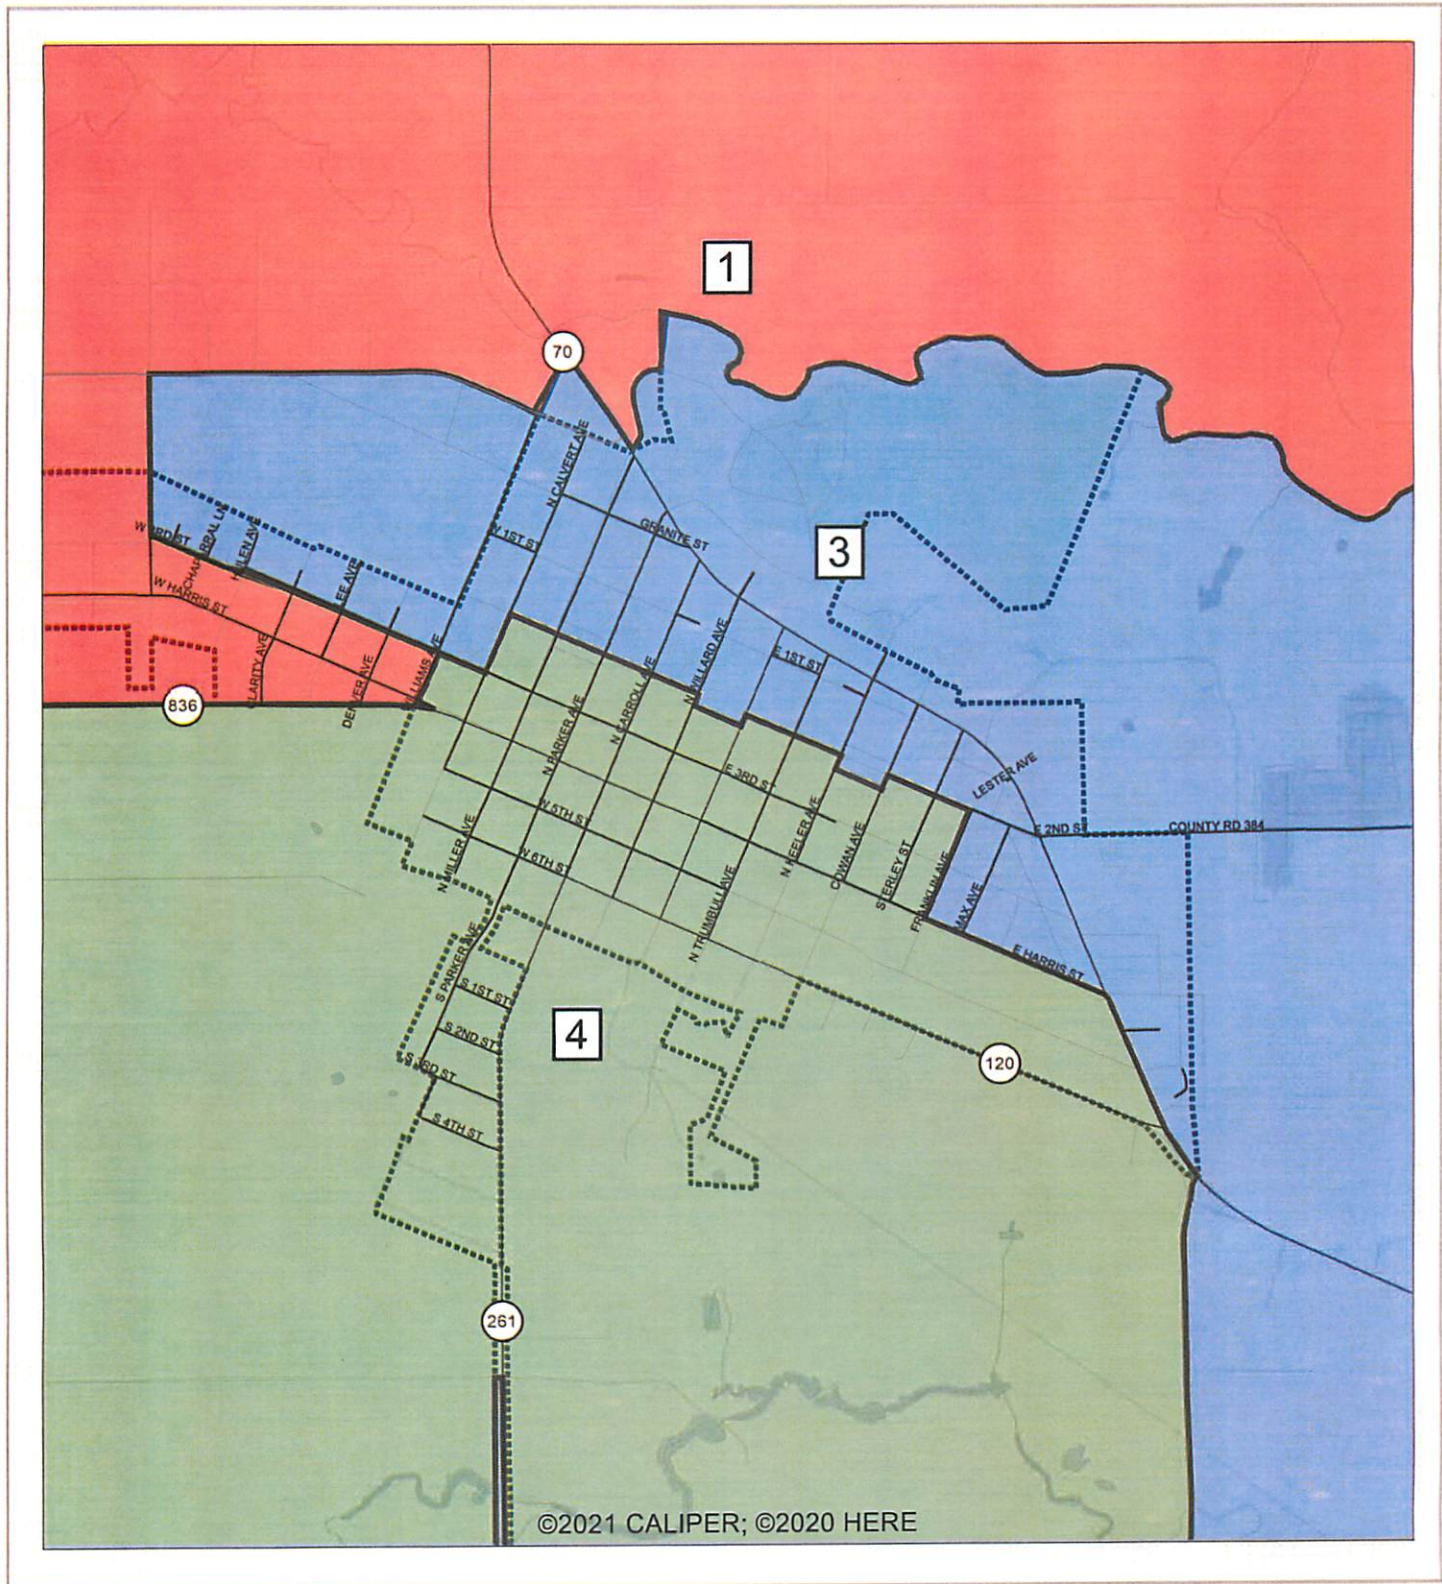 1
70
N CALVERT AVE
W 3RD ST
W 1ST ST
GRANITE ST
3
W HARRIS ST
CLARITY AVE
DENVER AVE
N WILLARD AVE
E 1ST ST
836
N PARKER AVE
N CARROLL AVE
E 3RD ST
LESTER AVE
W 5TH ST
N MILLER AVE
W 6TH ST
N KEELER AVE
COWAN AVE
STERLEY ST
FRANKLIN AVE
MAX AVE
E 2ND ST
COUNTY RD 384
N TRUMBULL AVE
E HARRIS ST
S PARKER AVE
S 1ST ST
S 2ND ST
S 3RD ST
S 4TH ST
4
120
261
©2021 CALIPER; ©2020 HERE